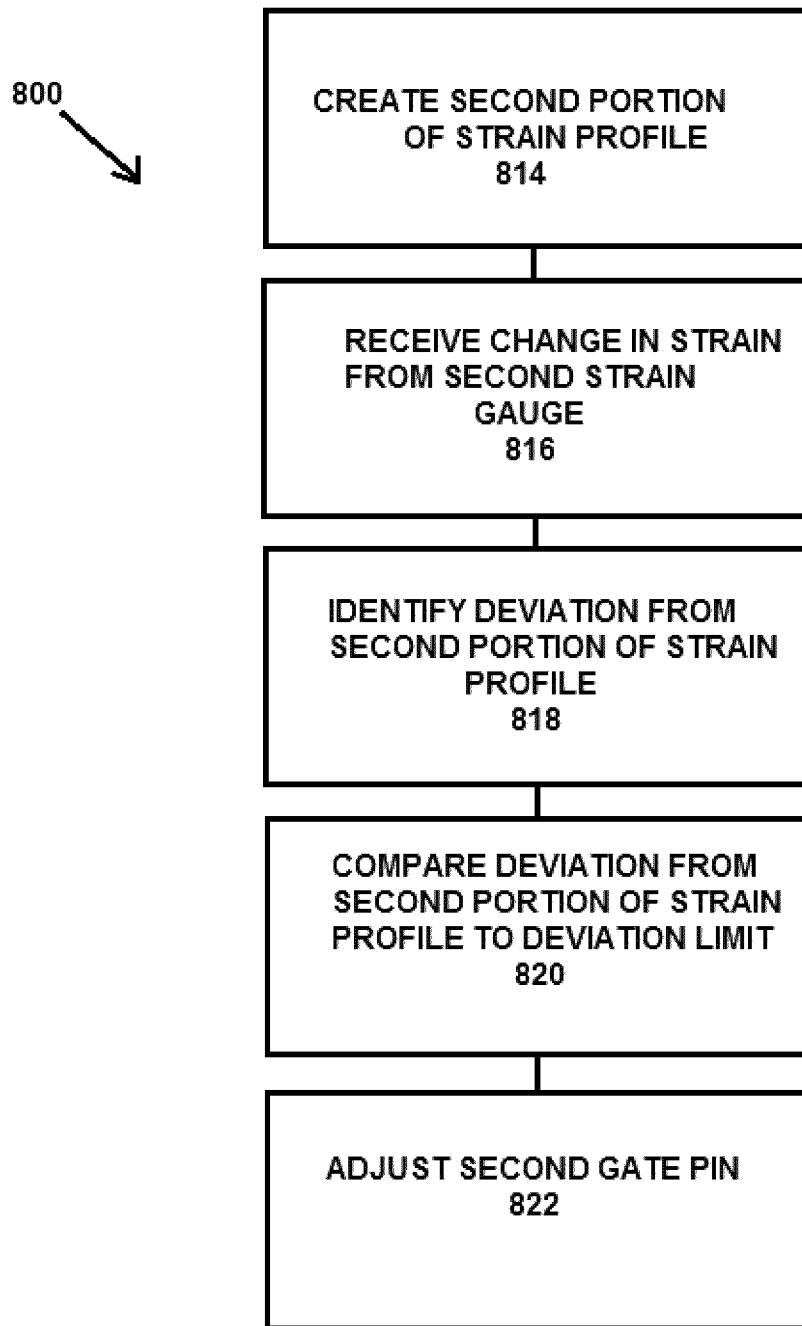 800
CREATE SECOND PORTION
OF STRAIN PROFILE
814
RECEIVE CHANGE IN STRAIN
FROM SECOND STRAIN
GAUGE
816
IDENTIFY DEVIATION FROM
SECOND PORTION OF STRAIN
PROFILE
818
COMPARE DEVIATION FROM
SECOND PORTION OF STRAIN
PROFILE TO DEVIATION LIMIT
820
ADJUST SECOND GATE PIN
822